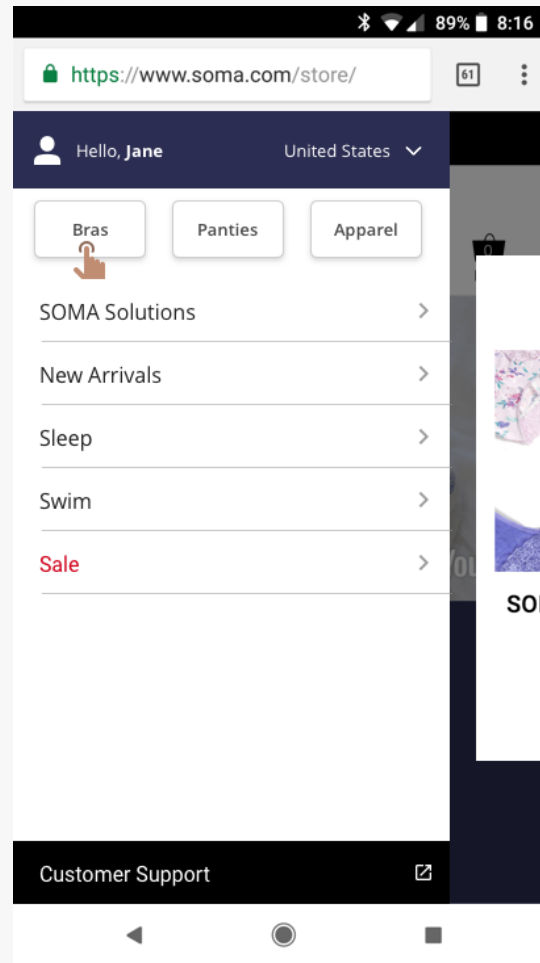 89% 8:16
https://www.soma.com/store/ 61
Hello, Jane United States
0
Bras Panties Apparel
SOMA Solutions
New Arrivals
Sleep
Swim
Sale
Customer Support